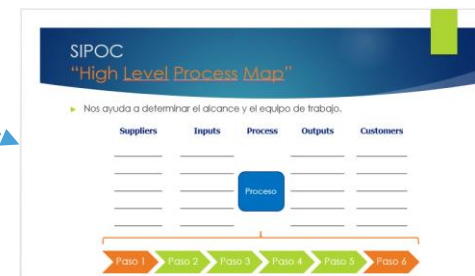 SIPOC
“High Level Process Map”
Nos ayuda a determinar el alcance y el equipo de trabajo.
Suppliers Inputs Process Outputs Customers
Proceso
Paso 1 Paso 2 Paso 3 Paso 4 Paso 5 Paso 6